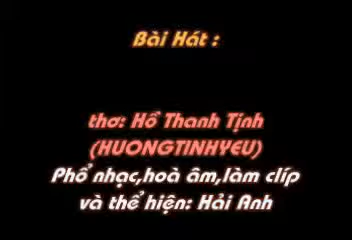 Bài Hát :
thơ: Hồ Thanh Tịnh
(HUONGTINHYEU)
Phổ nhạc,hoà âm,làm clíp
và thể hiện: Hải Anh